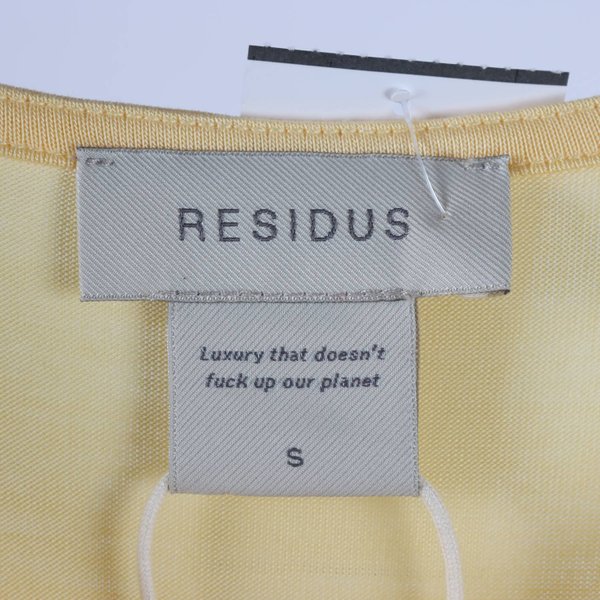 RESIDUS
Luxury that doesn't
fuck up our planet
S